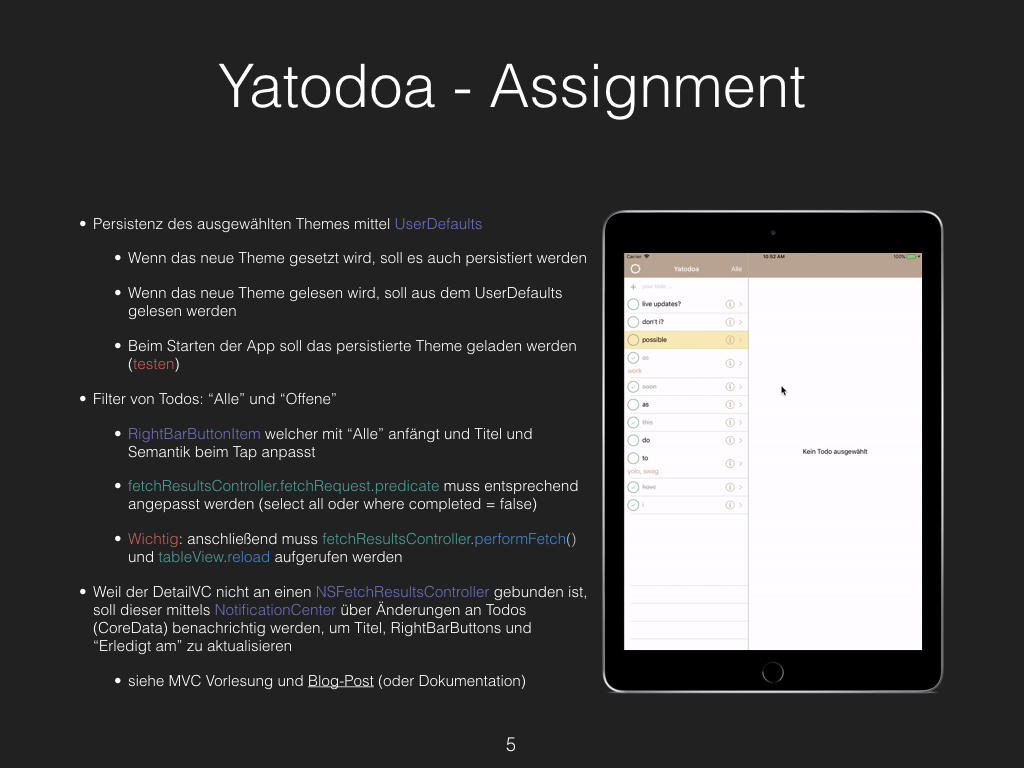 Yatodoa - Assignment
• Persistenz des ausgewählten Themes mittel UserDefaults
• Wenn das neue Theme gesetzt wird, soll es auch persistiert werden
• Wenn das neue Theme gelesen wird, soll aus dem UserDefaults
gelesen werden
• Beim Starten der App soll das persistierte Theme geladen werden
(testen)
• Filter von Todos: “Alle” und “Offene”
• RightBarButtonItem welcher mit “Alle” anfängt und Titel und
Semantik beim Tap anpasst
• fetchResultsController.fetchRequest.predicate muss entsprechend
angepasst werden (select all oder where completed = false)
• Wichtig: anschließend muss fetchResultsController.performFetch()
und tableView.reload aufgerufen werden
• Weil der DetailVC nicht an einen NSFetchResultsController gebunden ist,
soll dieser mittels NotificationCenter über Änderungen an Todos
(CoreData) benachrichtig werden, um Titel, RightBarButtons und
“Erledigt am” zu aktualisieren
• siehe MVC Vorlesung und Blog-Post (oder Dokumentation)
Carrier 10:52 AM 100%
Yatodoa Alle
+ your todo ...
live updates?
don't i?
possible
as
work
soon
as
this
do
to
yolo, swag
have
i
Kein Todo ausgewählt
5